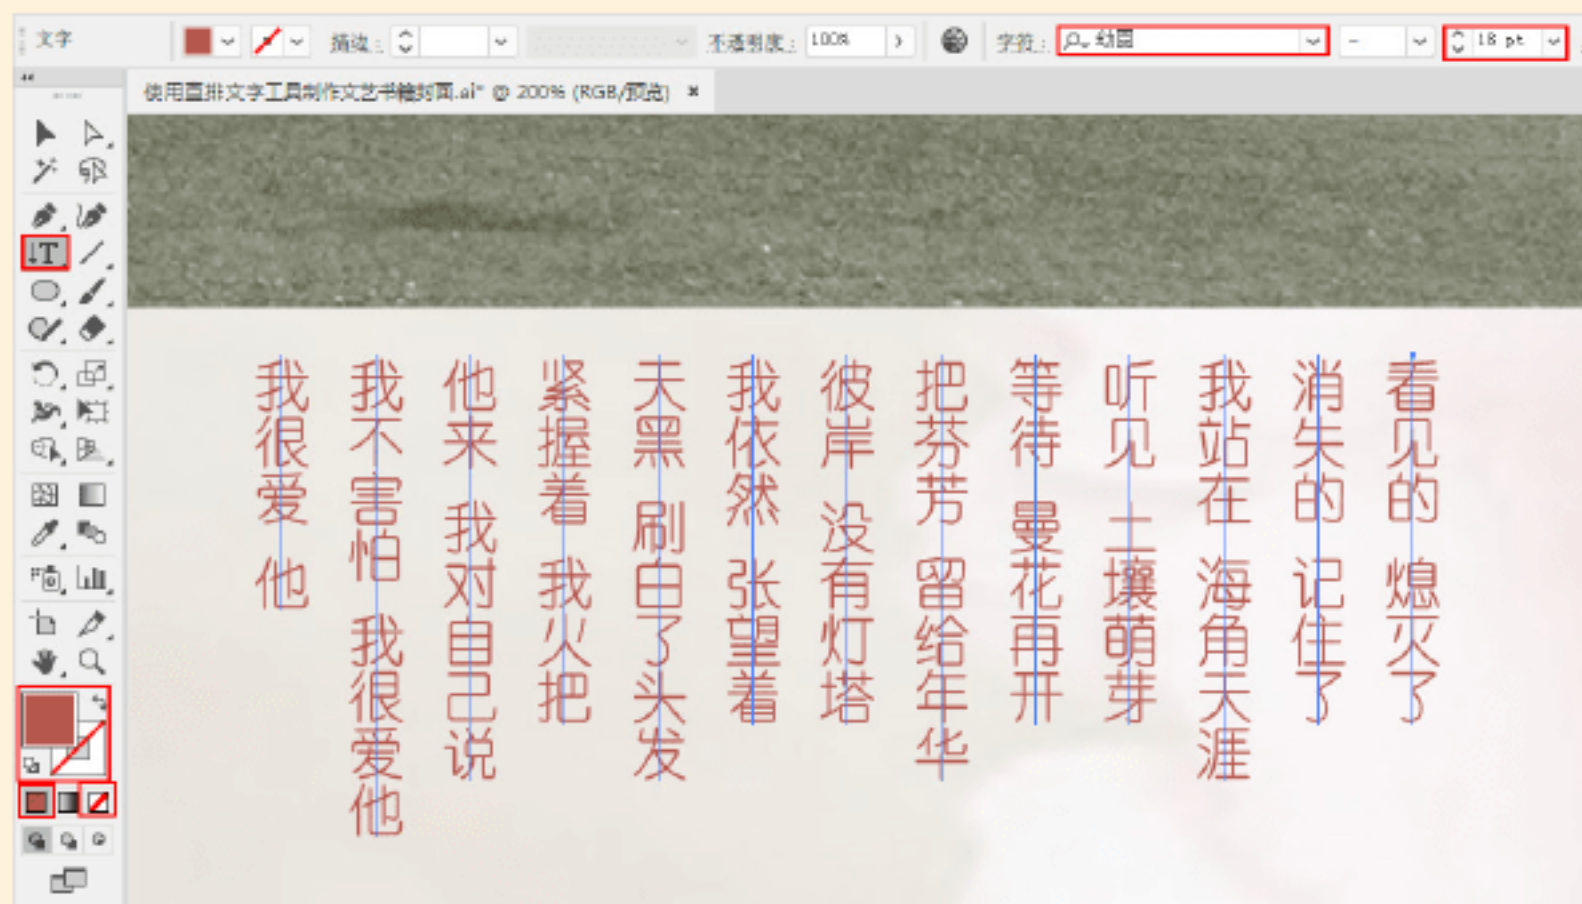 文字
描边：
不透明度：
100%
字符：
幼圆
18 pt
使用直排文字工具制作文艺书籍封面.ai* @ 200% (RGB/预览)
看见的 熄灭了
消失的 记住了
我站在 海角天涯
听见 土壤萌芽
等待 昙花再开
把芬芳 留给年华
彼岸 没有灯塔
我依然 张望着
天黑 刷白了头发
紧握着 我火把
他来 我对自己说
我不害怕 我很爱他
我很爱 他